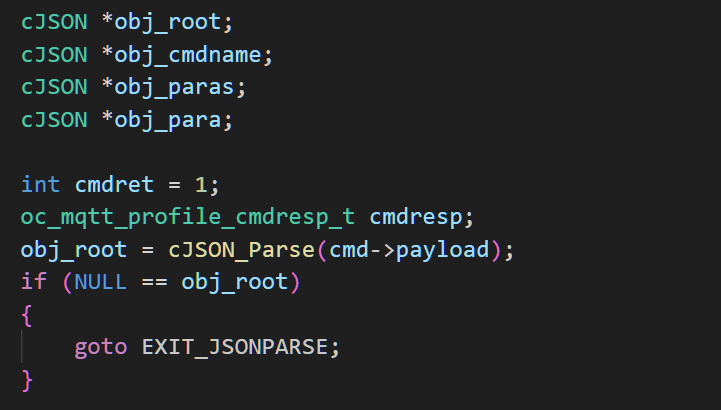 cJSON *obj_root;
cJSON *obj_cmdname;
cJSON *obj_paras;
cJSON *obj_para;

int cmdret = 1;
oc_mqtt_profile_cmdresp_t cmdresp;
obj_root = cJSON_Parse(cmd->payload);
if (NULL == obj_root)
{
    goto EXIT_JSONPARSE;
}